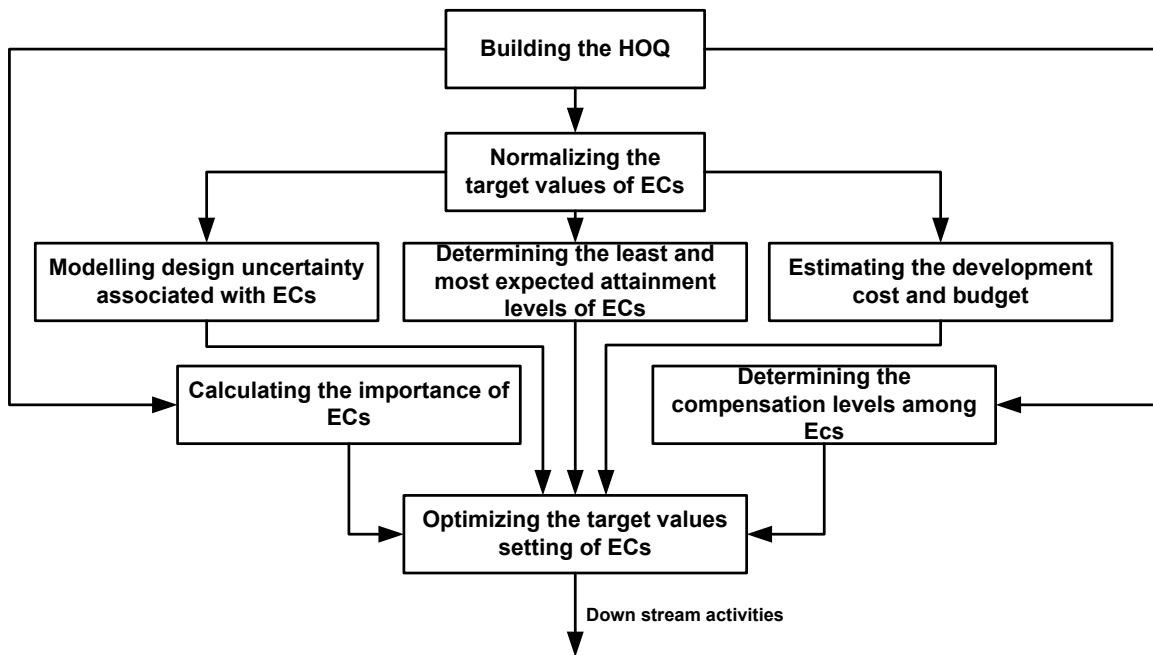 Building the HOQ
Normalizing the
target values of ECs
Modelling design uncertainty
associated with ECs
Determining the least and
most expected attainment
levels of ECs
Estimating the development
cost and budget
Calculating the importance of
ECs
Determining the
compensation levels among
Ecs
Optimizing the target values
setting of ECs
Down stream activities